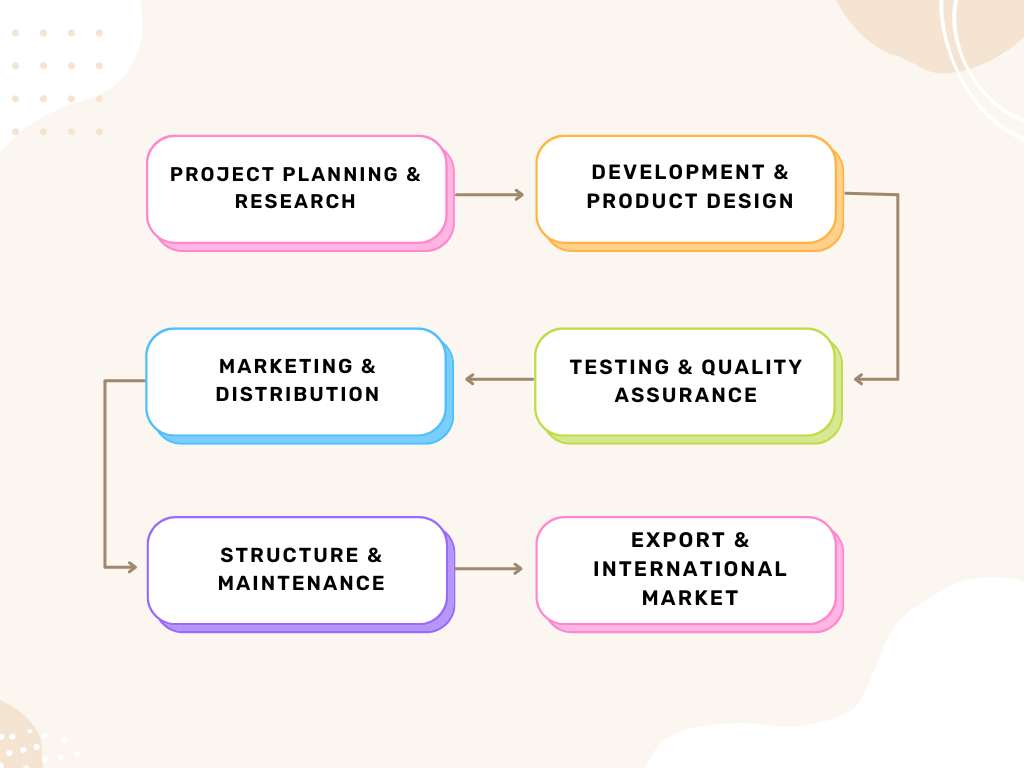 PROJECT PLANNING &
RESEARCH
DEVELOPMENT &
PRODUCT DESIGN
TESTING & QUALITY
ASSURANCE
MARKETING &
DISTRIBUTION
STRUCTURE &
MAINTENANCE
EXPORT &
INTERNATIONAL
MARKET